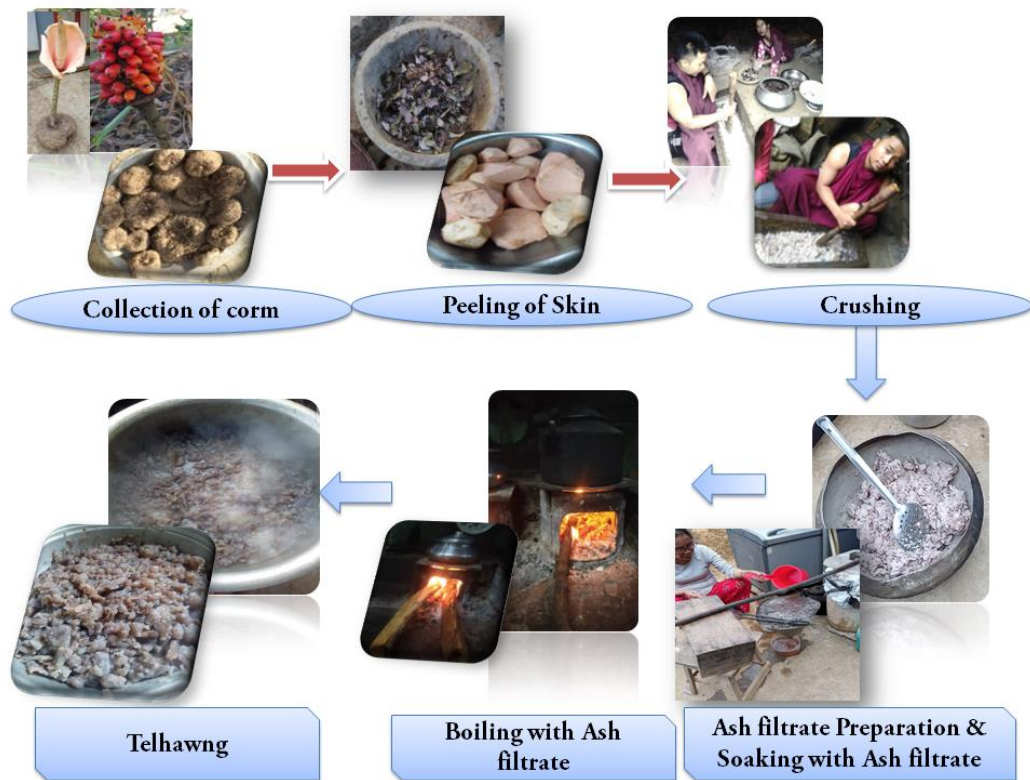 Collection of corm
Peeling of Skin
Crushing
Ash filtrate Preparation &
Soaking with Ash filtrate
Boiling with Ash
filtrate
Telhawng